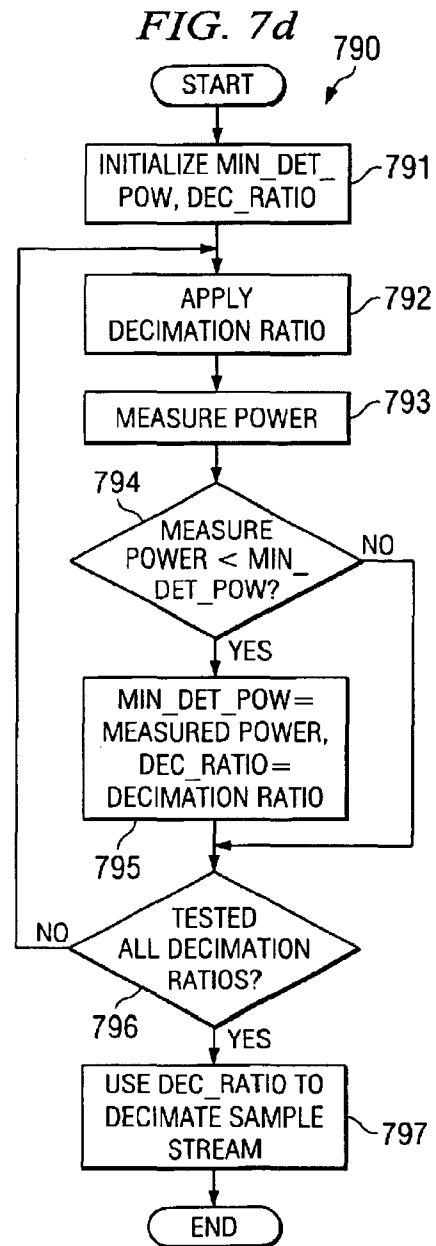 FIG. 7d
790
START
INITIALIZE MIN_DET_
POW, DEC_RATIO
791
APPLY
DECIMATION RATIO
792
MEASURE POWER
793
794
MEASURE
POWER < MIN_
DET_POW?
NO
YES
MIN_DET_POW=
MEASURED POWER,
DEC_RATIO=
DECIMATION RATIO
795
TESTED
ALL DECIMATION
RATIOS?
NO
796
YES
USE DEC_RATIO TO
DECIMATE SAMPLE
STREAM
797
END